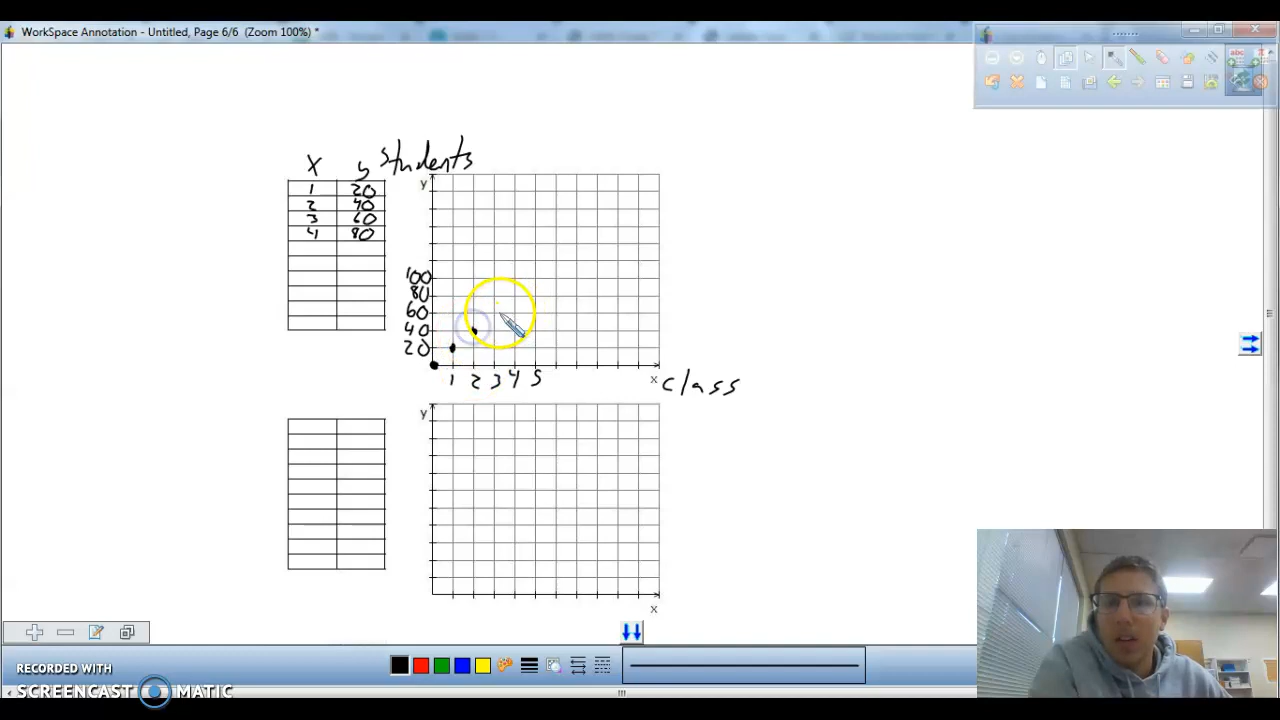 WorkSpace Annotation - Untitled, Page 6/6 (Zoom 100%) *
students
X y
1 20
2 40
3 60
4 80
y
100
80
60
40
20
1 2 3 4 5
x class
y
x
RECORDED WITH
SCREENCAST MATIC